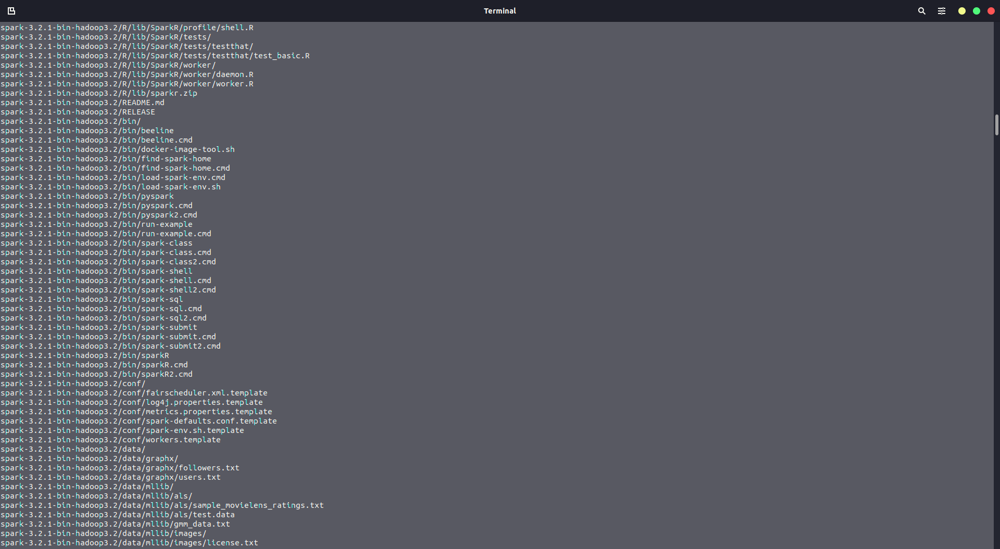 Terminal
spark-3.2.1-bin-hadoop3.2/R/lib/SparkR/profile/shell.R
spark-3.2.1-bin-hadoop3.2/R/lib/SparkR/tests/
spark-3.2.1-bin-hadoop3.2/R/lib/SparkR/tests/testthat/
spark-3.2.1-bin-hadoop3.2/R/lib/SparkR/tests/testthat/test_basic.R
spark-3.2.1-bin-hadoop3.2/R/lib/SparkR/worker/
spark-3.2.1-bin-hadoop3.2/R/lib/SparkR/worker/daemon.R
spark-3.2.1-bin-hadoop3.2/R/lib/SparkR/worker/worker.R
spark-3.2.1-bin-hadoop3.2/R/lib/sparkr.zip
spark-3.2.1-bin-hadoop3.2/README.md
spark-3.2.1-bin-hadoop3.2/RELEASE
spark-3.2.1-bin-hadoop3.2/bin/
spark-3.2.1-bin-hadoop3.2/bin/beeline
spark-3.2.1-bin-hadoop3.2/bin/beeline.cmd
spark-3.2.1-bin-hadoop3.2/bin/docker-image-tool.sh
spark-3.2.1-bin-hadoop3.2/bin/find-spark-home
spark-3.2.1-bin-hadoop3.2/bin/find-spark-home.cmd
spark-3.2.1-bin-hadoop3.2/bin/load-spark-env.cmd
spark-3.2.1-bin-hadoop3.2/bin/load-spark-env.sh
spark-3.2.1-bin-hadoop3.2/bin/pyspark
spark-3.2.1-bin-hadoop3.2/bin/pyspark.cmd
spark-3.2.1-bin-hadoop3.2/bin/pyspark2.cmd
spark-3.2.1-bin-hadoop3.2/bin/run-example
spark-3.2.1-bin-hadoop3.2/bin/run-example.cmd
spark-3.2.1-bin-hadoop3.2/bin/spark-class
spark-3.2.1-bin-hadoop3.2/bin/spark-class.cmd
spark-3.2.1-bin-hadoop3.2/bin/spark-class2.cmd
spark-3.2.1-bin-hadoop3.2/bin/spark-shell
spark-3.2.1-bin-hadoop3.2/bin/spark-shell.cmd
spark-3.2.1-bin-hadoop3.2/bin/spark-shell2.cmd
spark-3.2.1-bin-hadoop3.2/bin/spark-sql
spark-3.2.1-bin-hadoop3.2/bin/spark-sql.cmd
spark-3.2.1-bin-hadoop3.2/bin/spark-sql2.cmd
spark-3.2.1-bin-hadoop3.2/bin/spark-submit
spark-3.2.1-bin-hadoop3.2/bin/spark-submit.cmd
spark-3.2.1-bin-hadoop3.2/bin/spark-submit2.cmd
spark-3.2.1-bin-hadoop3.2/bin/sparkR
spark-3.2.1-bin-hadoop3.2/bin/sparkR.cmd
spark-3.2.1-bin-hadoop3.2/bin/sparkR2.cmd
spark-3.2.1-bin-hadoop3.2/conf/
spark-3.2.1-bin-hadoop3.2/conf/fairscheduler.xml.template
spark-3.2.1-bin-hadoop3.2/conf/log4j.properties.template
spark-3.2.1-bin-hadoop3.2/conf/metrics.properties.template
spark-3.2.1-bin-hadoop3.2/conf/spark-defaults.conf.template
spark-3.2.1-bin-hadoop3.2/conf/spark-env.sh.template
spark-3.2.1-bin-hadoop3.2/conf/workers.template
spark-3.2.1-bin-hadoop3.2/data/
spark-3.2.1-bin-hadoop3.2/data/graphx/
spark-3.2.1-bin-hadoop3.2/data/graphx/followers.txt
spark-3.2.1-bin-hadoop3.2/data/graphx/users.txt
spark-3.2.1-bin-hadoop3.2/data/mllib/
spark-3.2.1-bin-hadoop3.2/data/mllib/als/
spark-3.2.1-bin-hadoop3.2/data/mllib/als/sample_movielens_ratings.txt
spark-3.2.1-bin-hadoop3.2/data/mllib/als/test.data
spark-3.2.1-bin-hadoop3.2/data/mllib/gmm_data.txt
spark-3.2.1-bin-hadoop3.2/data/mllib/images/
spark-3.2.1-bin-hadoop3.2/data/mllib/images/license.txt